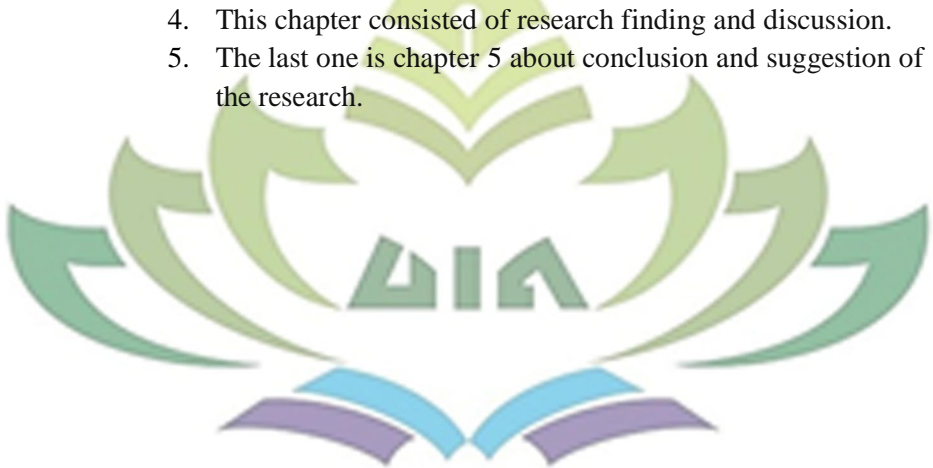 4. This chapter consisted of research finding and discussion.
5. The last one is chapter 5 about conclusion and suggestion of
the research.
UIN